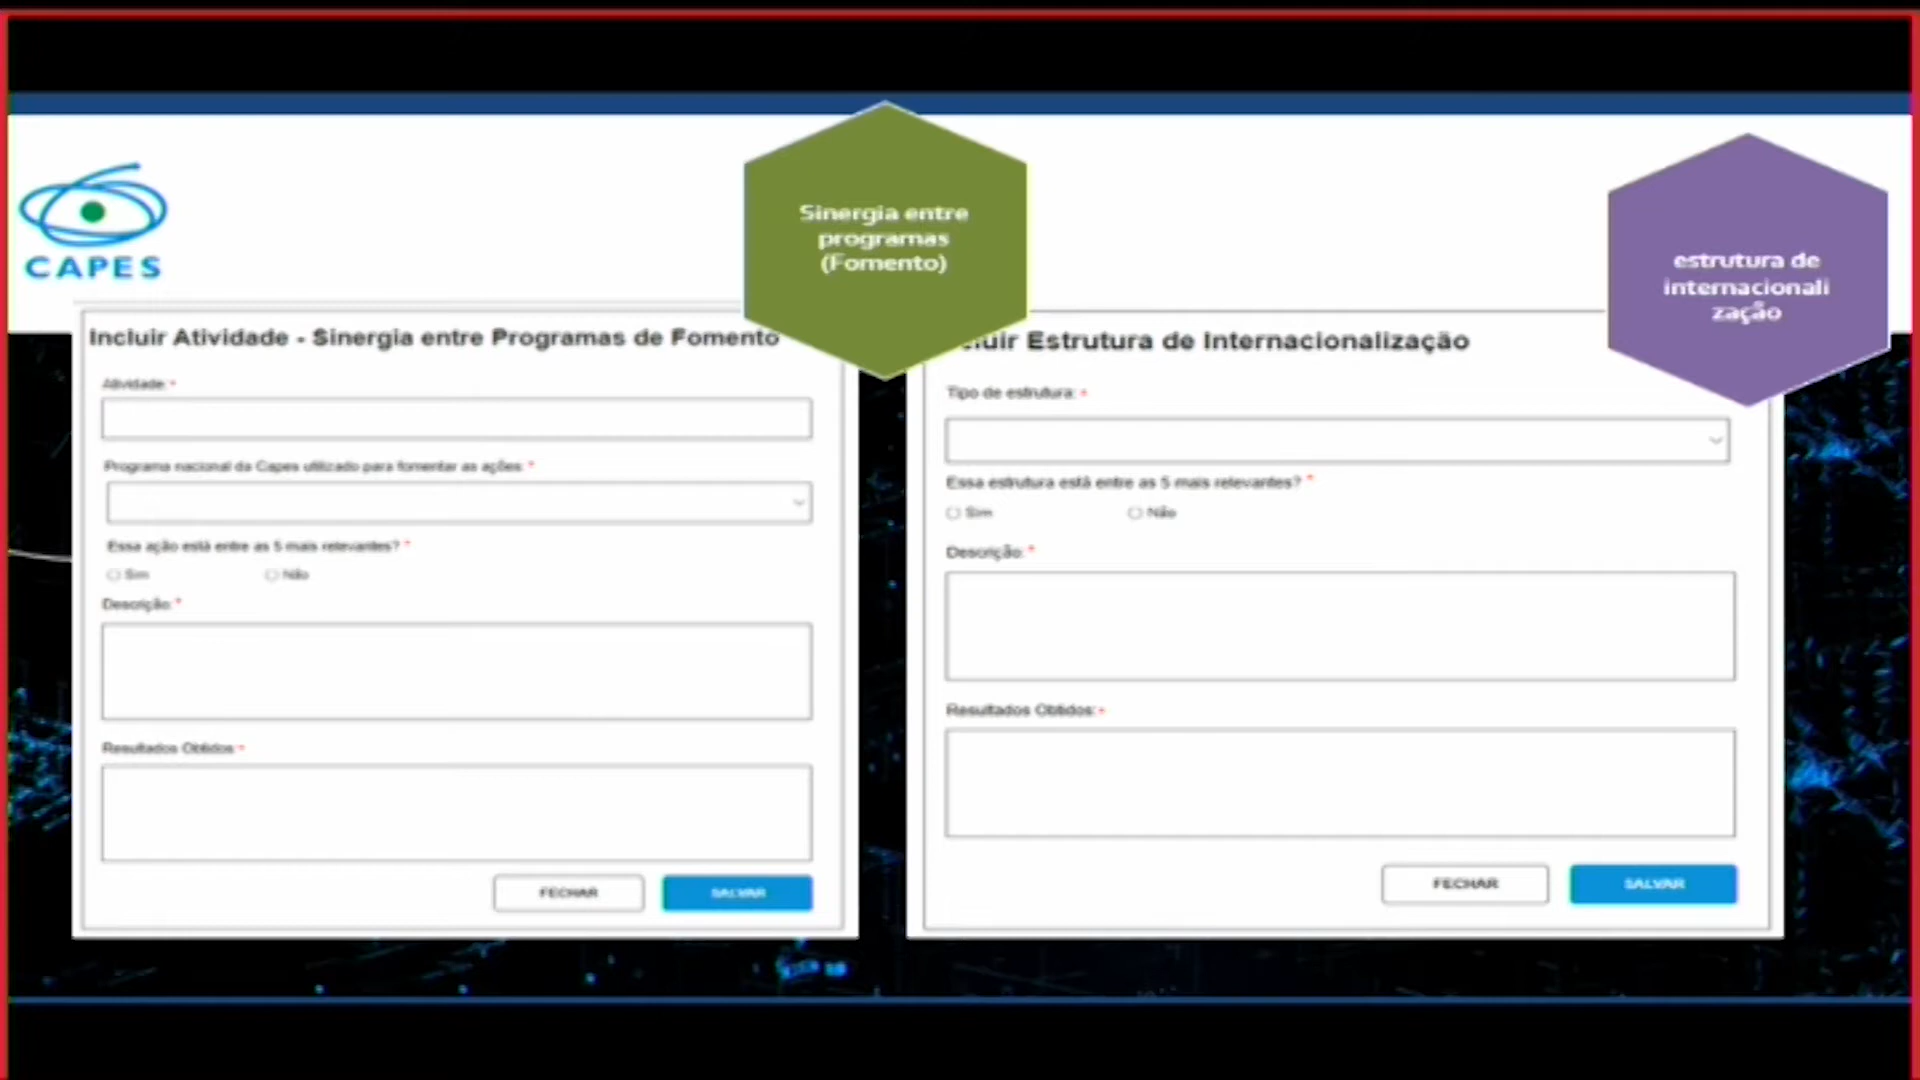 CAPES
Sinergia entre
programas
(Fomento)
estrutura de
internacionali
zação
Incluir Atividade - Sinergia entre Programas de Fomento
Atividade: *
Programa nacional da Capes utilizado para fomentar as ações: *
Essa ação está entre as 5 mais relevantes? *
Sim
Não
Descrição: *
Resultados Obtidos: *
FECHAR
SALVAR
cluir Estrutura de Internacionalização
Tipo de estrutura: *
Essa estrutura está entre as 5 mais relevantes? *
Sim
Não
Descrição: *
Resultados Obtidos: *
FECHAR
SALVAR